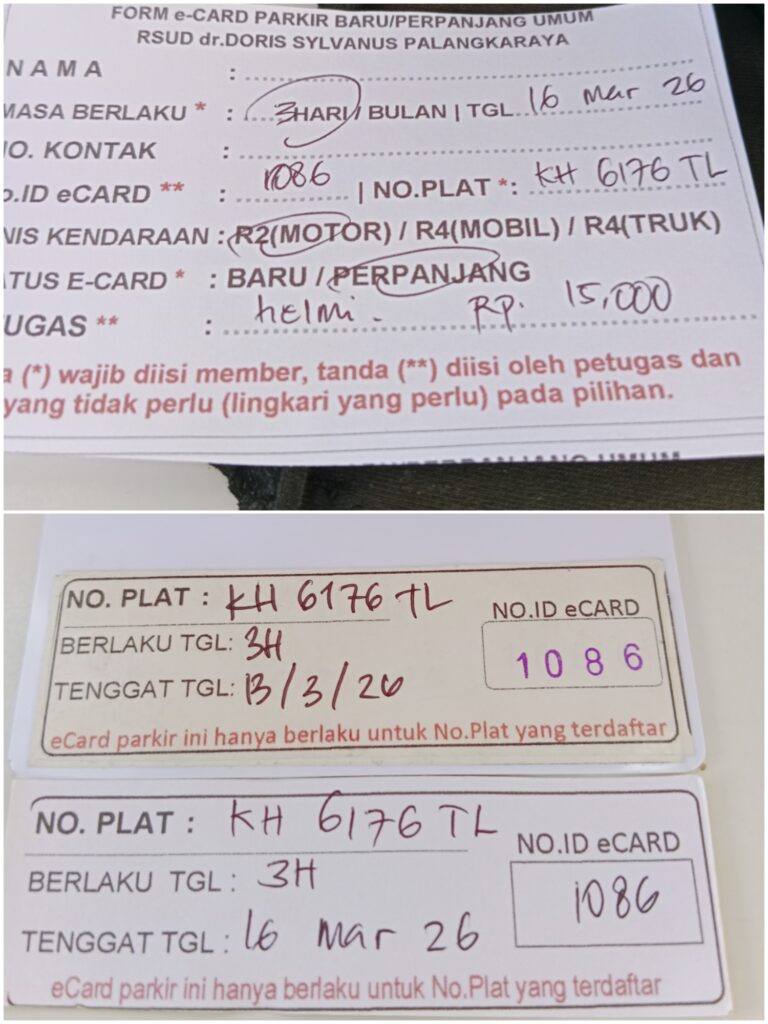 FORM e-CARD PARKIR BARU/PERPANJANG UMUM
RSUD dr.DORIS SYLVANUS PALANGKARAYA
NAMA :
MASA BERLAKU * : 3HARI / BULAN | TGL 16 Mar 26
O. KONTAK :
o.ID eCARD ** : 1086 | NO.PLAT *: KH 6176 TL
NIS KENDARAAN : R2(MOTOR) / R4(MOBIL) / R4(TRUK)
ATUS E-CARD * : BARU / PERPANJANG
UGAS ** : helmi. RP. 15,000
a (*) wajib diisi member, tanda (**) diisi oleh petugas dan
yang tidak perlu (lingkari yang perlu) pada pilihan.
NO. PLAT : KH 6176 TL
NO.ID eCARD
BERLAKU TGL: 3H
1086
TENGGAT TGL: 13/3/26
eCard parkir ini hanya berlaku untuk No.Plat yang terdaftar
NO. PLAT : KH 6176 TL
NO.ID eCARD
BERLAKU TGL : 3H
1086
TENGGAT TGL : 16 Mar 26
eCard parkir ini hanya berlaku untuk No.Plat yang terdaftar